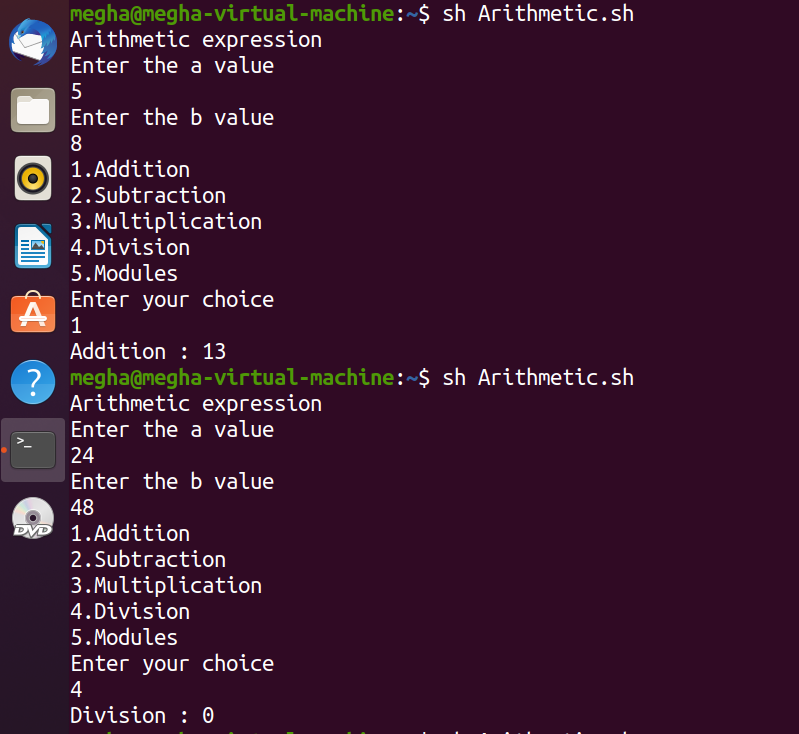 megha@megha-virtual-machine:~$ sh Arithmetic.sh
Arithmetic expression
Enter the a value
5
Enter the b value
8
1.Addition
2.Subtraction
3.Multiplication
4.Division
5.Modules
Enter your choice
1
Addition : 13
megha@megha-virtual-machine:~$ sh Arithmetic.sh
Arithmetic expression
Enter the a value
24
Enter the b value
48
1.Addition
2.Subtraction
3.Multiplication
4.Division
5.Modules
Enter your choice
4
Division : 0
A
?
>_
DVD